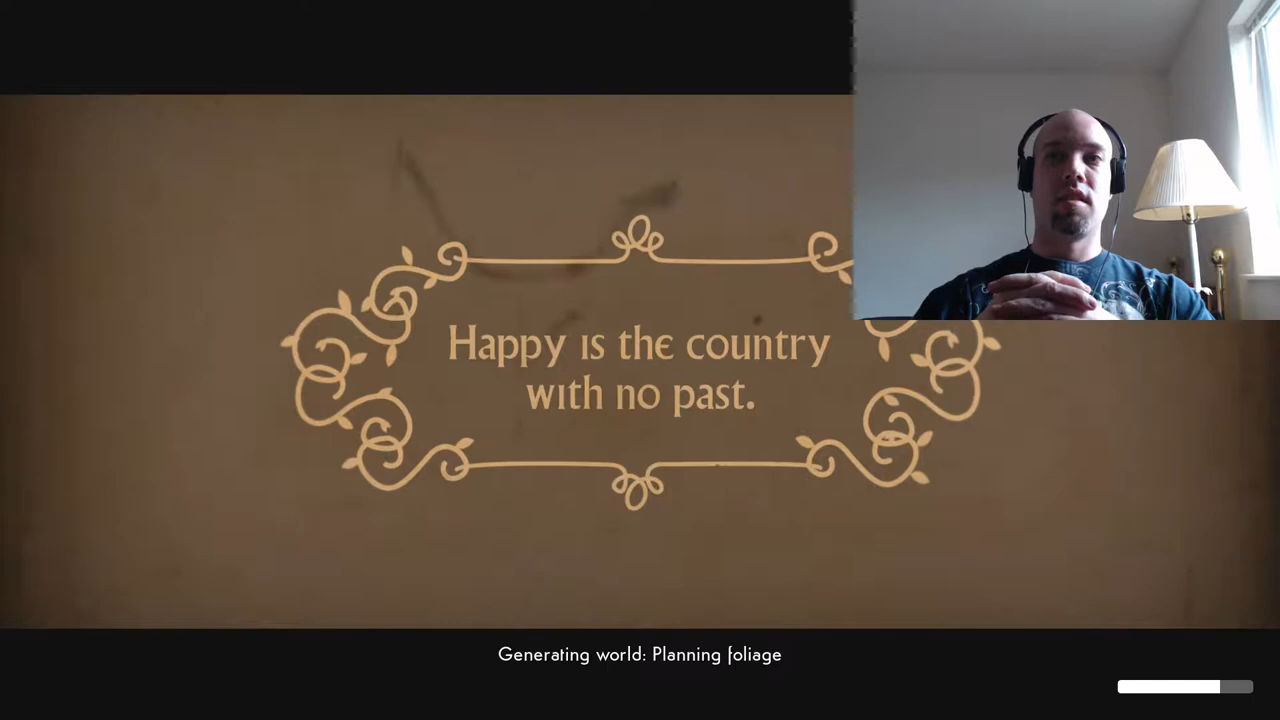 Happy is the country
with no past.
Generating world: Planning foliage